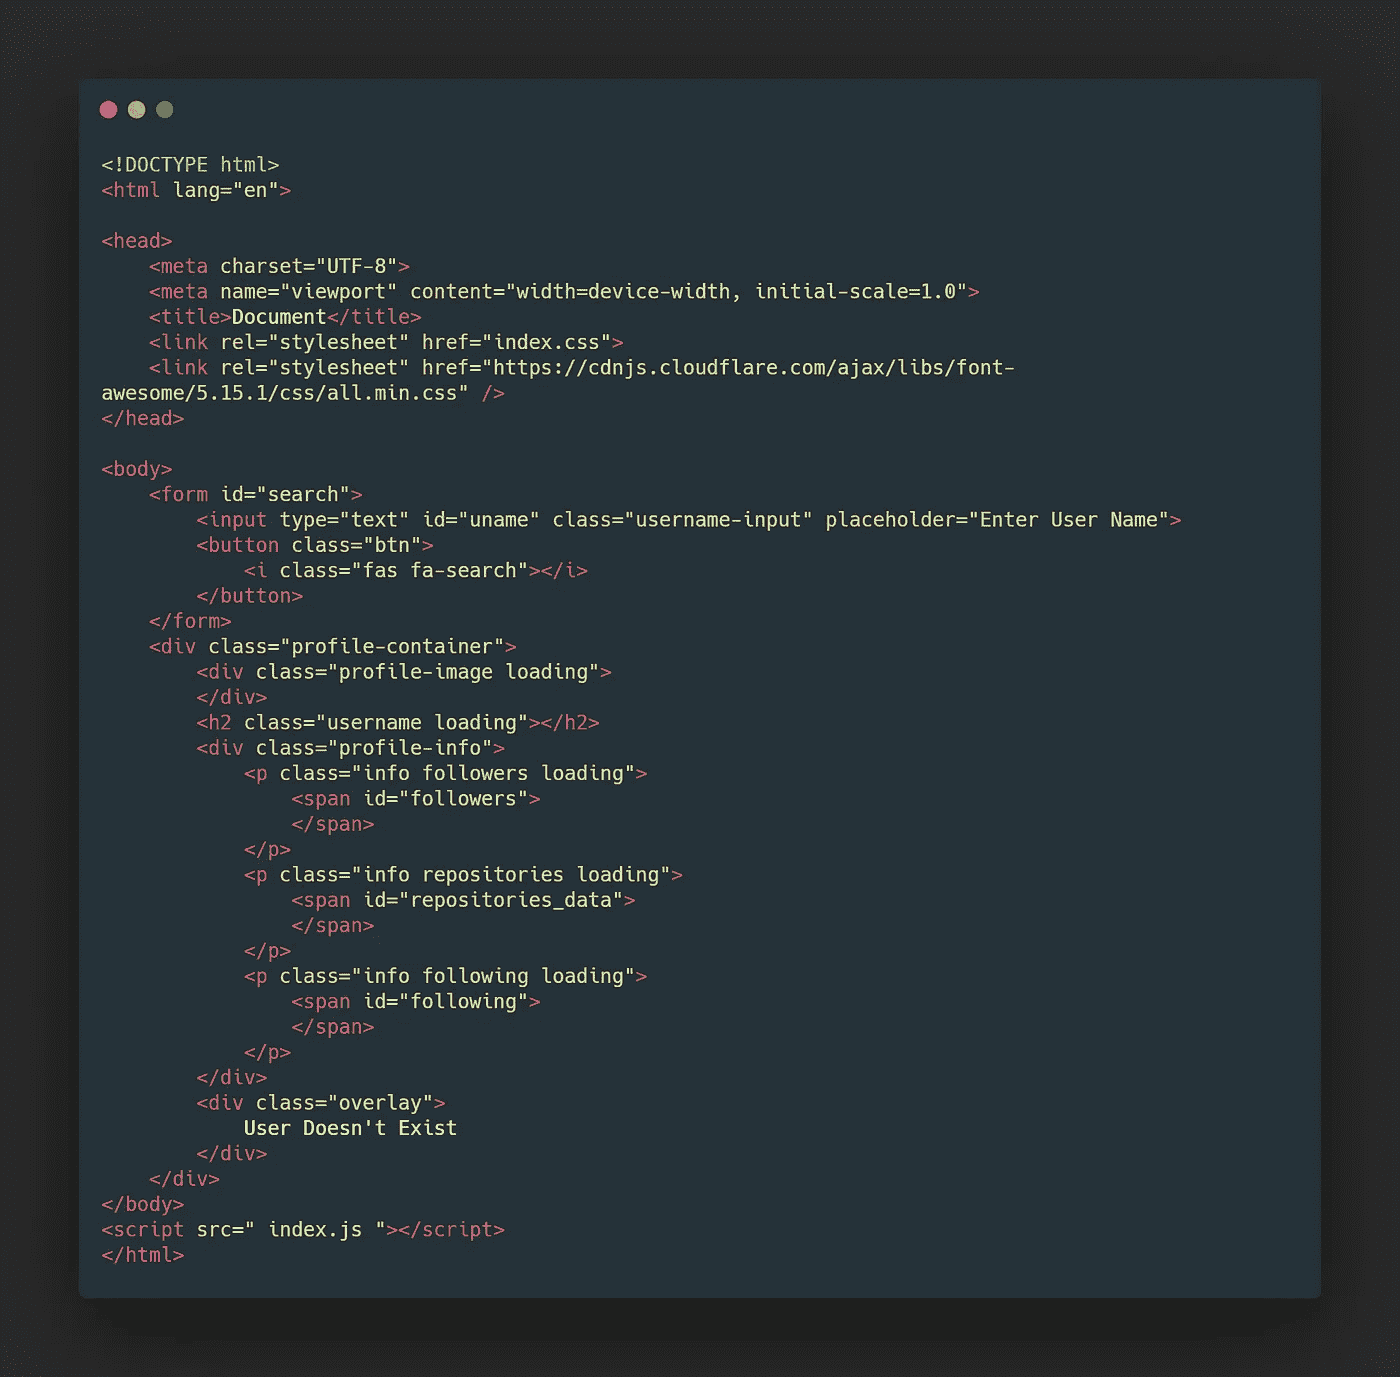 <!DOCTYPE html>
<html lang="en">

<head>
    <meta charset="UTF-8">
    <meta name="viewport" content="width=device-width, initial-scale=1.0">
    <title>Document</title>
    <link rel="stylesheet" href="index.css">
    <link rel="stylesheet" href="https://cdnjs.cloudflare.com/ajax/libs/font-
awesome/5.15.1/css/all.min.css" />
</head>

<body>
    <form id="search">
        <input type="text" id="uname" class="username-input" placeholder="Enter User Name">
        <button class="btn">
            <i class="fas fa-search"></i>
        </button>
    </form>
    <div class="profile-container">
        <div class="profile-image loading">
        </div>
        <h2 class="username loading"></h2>
        <div class="profile-info">
            <p class="info followers loading">
                <span id="followers">
                </span>
            </p>
            <p class="info repositories loading">
                <span id="repositories_data">
                </span>
            </p>
            <p class="info following loading">
                <span id="following">
                </span>
            </p>
        </div>
        <div class="overlay">
            User Doesn't Exist
        </div>
    </div>
</body>
<script src=" index.js "></script>
</html>